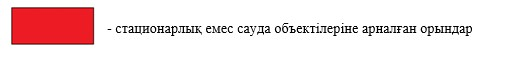 - стационарлық емес сауда объектілеріне арналған орындар